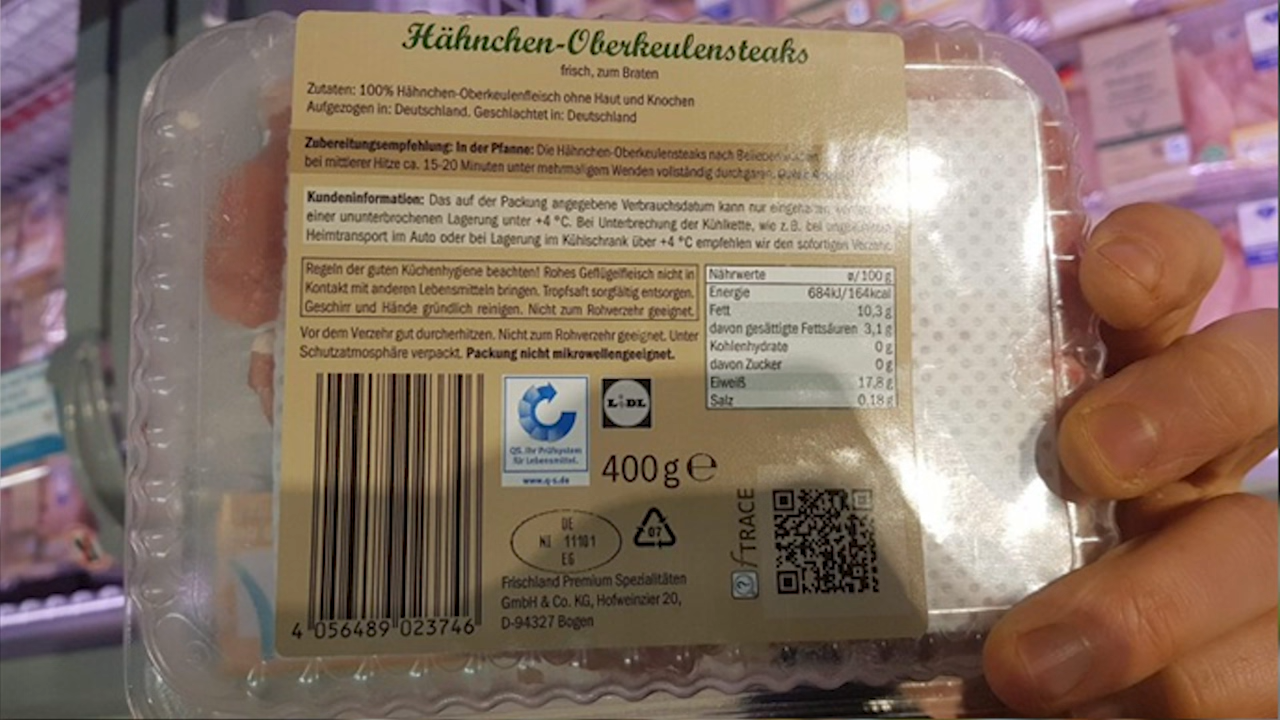 Hähnchen-Oberkeulensteaks
frisch, zum Braten
Zutaten: 100% Hähnchen-Oberkeulenfleisch ohne Haut und Knochen
Aufgezogen in: Deutschland. Geschlachtet in: Deutschland
Zubereitungsempfehlung: In der Pfanne: Die Hähnchen-Oberkeulensteaks nach Belieben
bei mittlerer Hitze ca. 15-20 Minuten unter mehrmaligem Wenden vollständig durchgaren.
Kundeninformation: Das auf der Packung angegebene Verbrauchsdatum kann nur
einer ununterbrochenen Lagerung unter +4 °C. Bei Unterbrechung der Kühlkette, wie z.B. bei
Heimtransport im Auto oder bei Lagerung im Kühlschrank über +4 °C empfehlen wir den sofortigen Verzehr.
Regeln der guten Küchenhygiene beachten! Rohes Geflügelfleisch nicht in
Kontakt mit anderen Lebensmitteln bringen. Tropfsaft sorgfältig entsorgen.
Geschirr und Hände gründlich reinigen. Nicht zum Rohverzehr geeignet.
Vor dem Verzehr gut durcherhitzen. Nicht zum Rohverzehr geeignet. Unter
Schutzatmosphäre verpackt. Packung nicht mikrowellengeeignet.
Nährwerte ø/100 g
Energie 684kJ/164kcal
Fett 10,3 g
davon gesättigte Fettsäuren 3,1 g
Kohlenhydrate 0 g
davon Zucker 0 g
Eiweiß 17,8 g
Salz 0,18 g
QS. Ihr Prüfsystem
für Lebensmittel.
www.q-s.de
LIDL
400 g ℮
DE
NI 11101
EG
07
fTRACE
Frischland Premium Spezialitäten
GmbH & Co. KG, Hofweinzier 20,
D-94327 Bogen
4 056489 023746